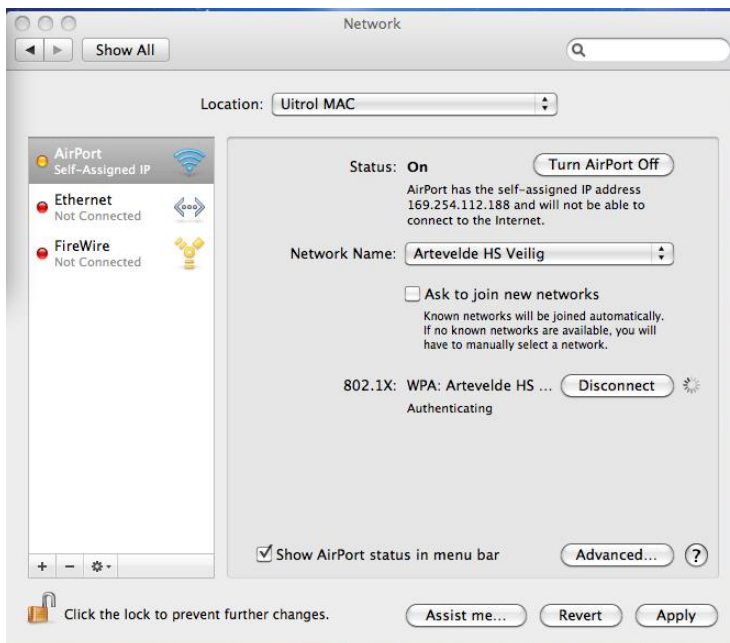 Network
Show All
Location: Uitrol MAC
AirPort
Self-Assigned IP
Ethernet
Not Connected
FireWire
Not Connected
Status: On
Turn AirPort Off
AirPort has the self-assigned IP address
169.254.112.188 and will not be able to
connect to the Internet.
Network Name: Artevelde HS Veilig
Ask to join new networks
Known networks will be joined automatically.
If no known networks are available, you will
have to manually select a network.
802.1X: WPA: Artevelde HS ... Disconnect
Authenticating
Show AirPort status in menu bar
Advanced... ?
Click the lock to prevent further changes.
Assist me... Revert Apply